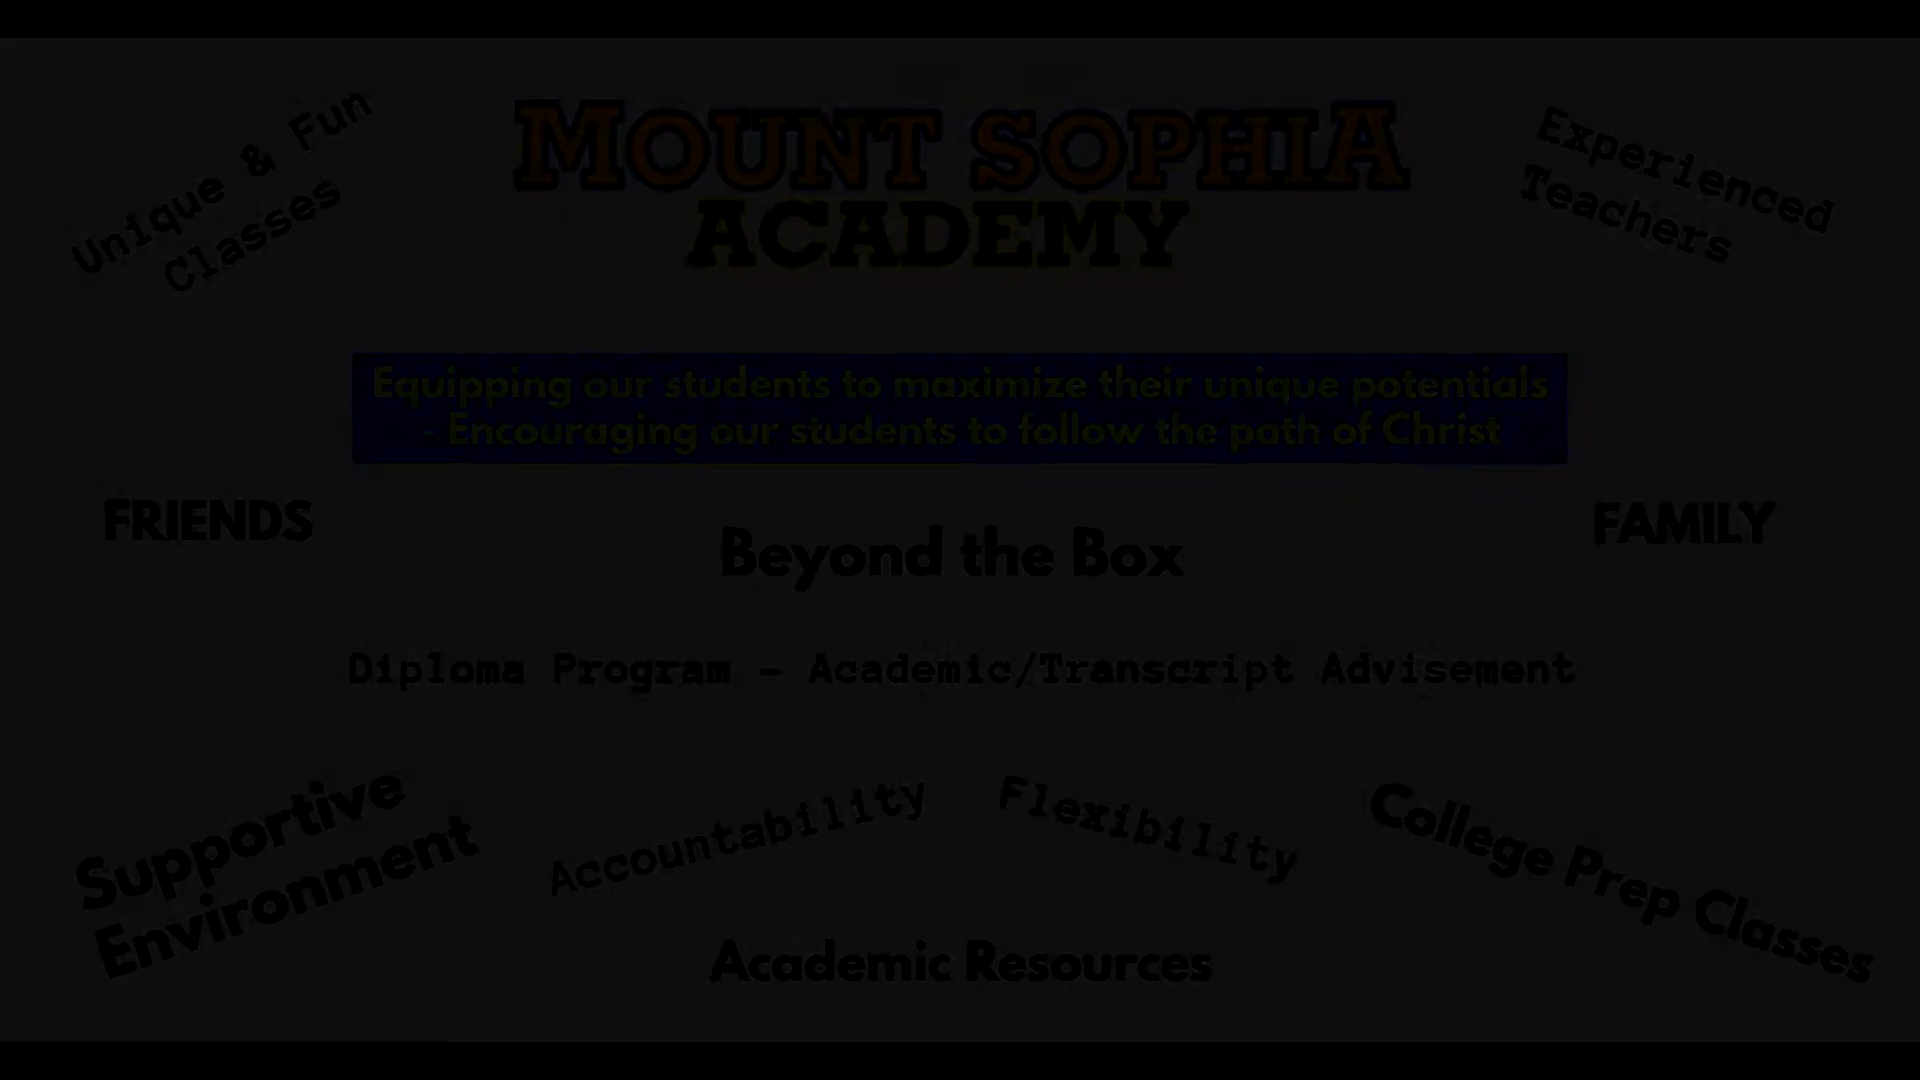 Unique & Fun
Classes
MOUNT SOPHIA
ACADEMY
Experienced
Teachers
Equipping our students to maximize their unique potentials
- Encouraging our students to follow the path of Christ
FRIENDS
Beyond the Box
FAMILY
Diploma Program - Academic/Transcript Advisement
Supportive
Environment
Accountability
Flexibility
College Prep Classes
Academic Resources